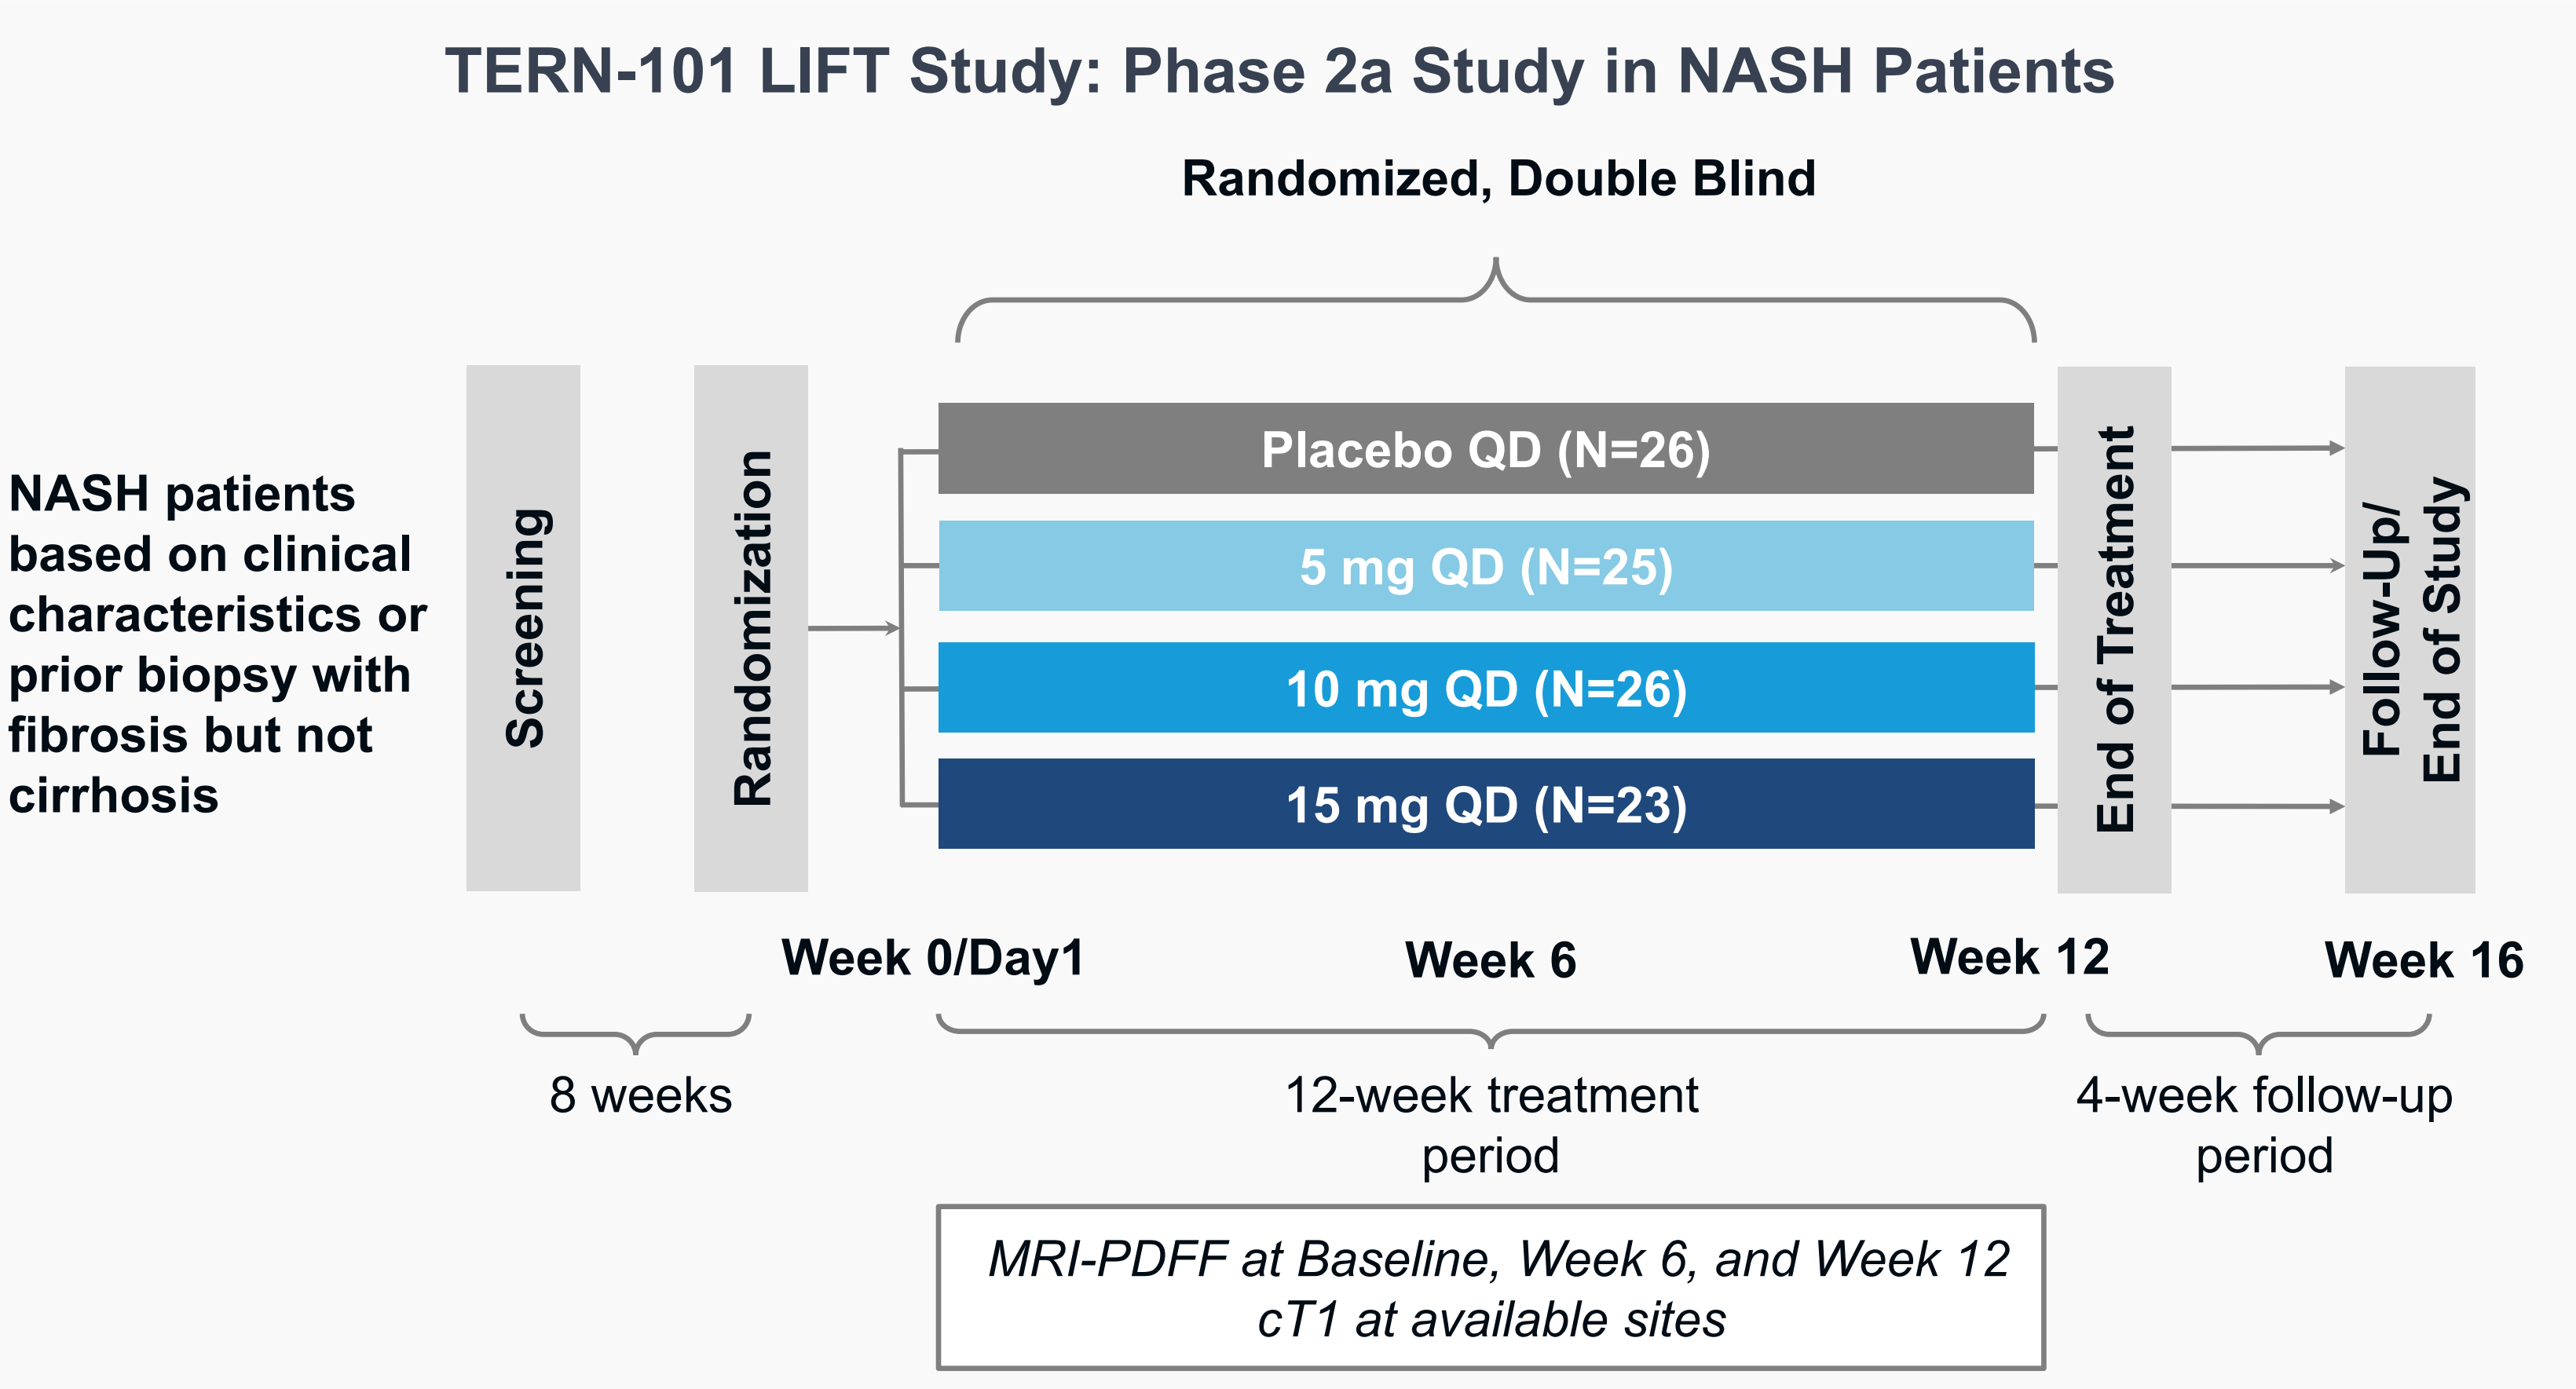 TERN-101 LIFT Study: Phase 2a Study in NASH Patients
Randomized, Double Blind
NASH patients
based on clinical
characteristics or
prior biopsy with
fibrosis but not
cirrhosis
Screening
Randomization
Placebo QD (N=26)
5 mg QD (N=25)
10 mg QD (N=26)
15 mg QD (N=23)
End of Treatment
Follow-Up/
End of Study
Week 0/Day1
Week 6
Week 12
Week 16
8 weeks
12-week treatment
period
4-week follow-up
period
MRI-PDFF at Baseline, Week 6, and Week 12
cT1 at available sites